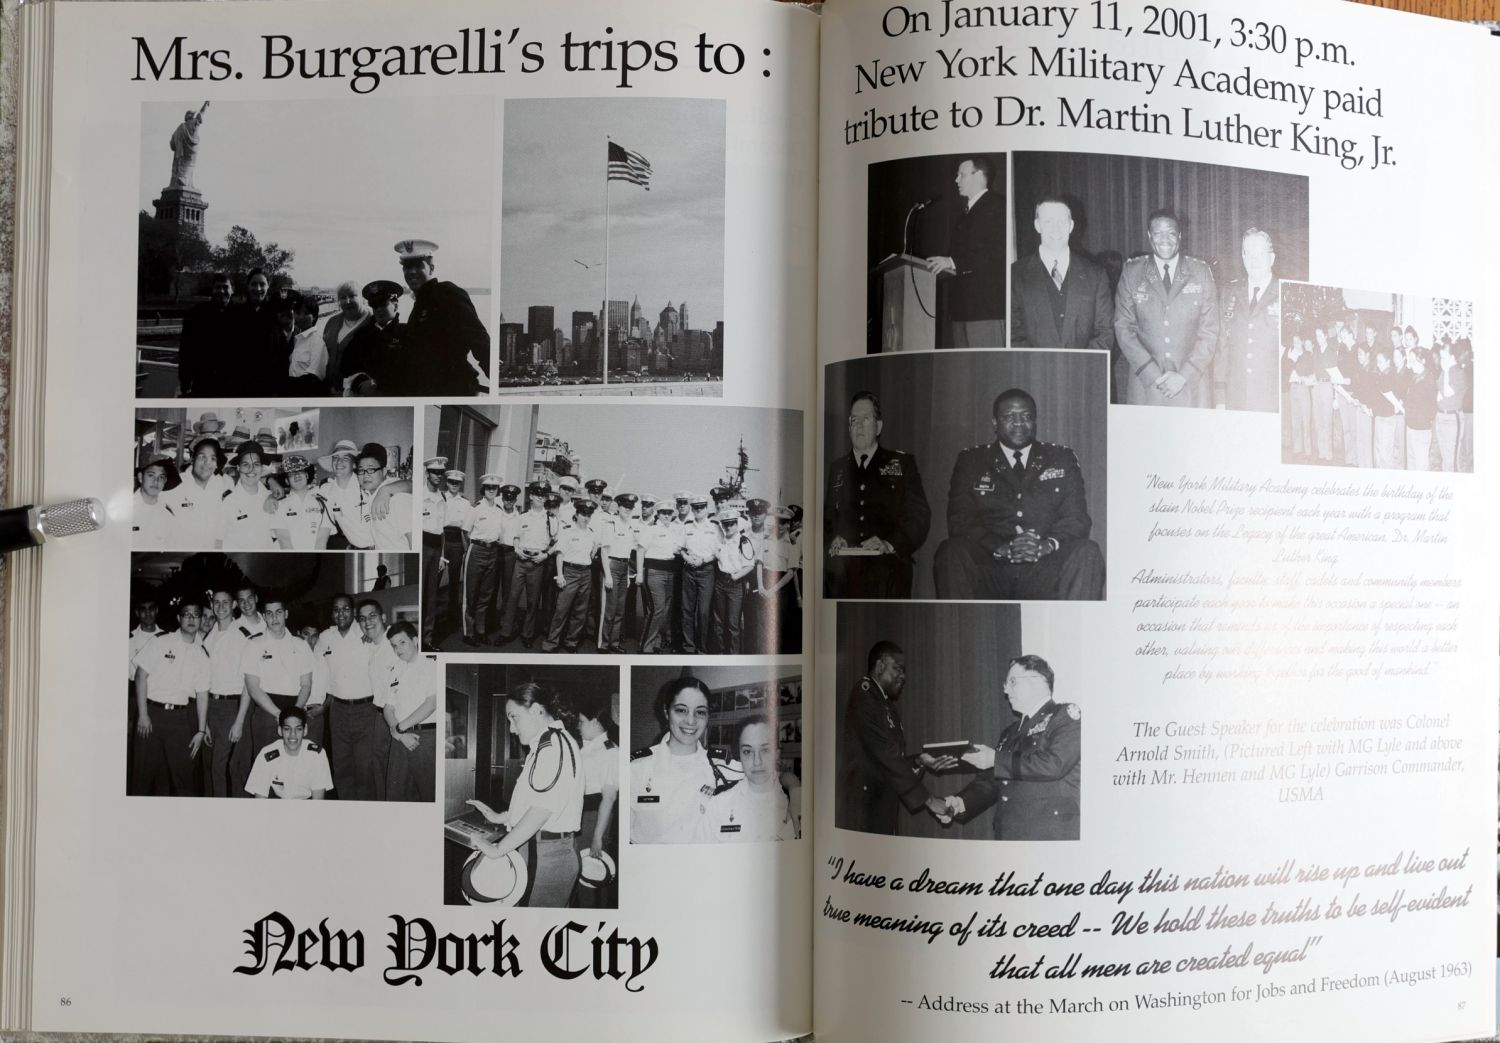 Mrs. Burgarelli's trips to :
New York City
86
On January 11, 2001, 3:30 p.m.
New York Military Academy paid
tribute to Dr. Martin Luther King, Jr.
"New York Military Academy celebrates the birthday of the
slain Nobel Prize recipient each year with a program that
focuses on the Legacy of the great American, Dr. Martin
Luther King.
Administrators, faculty, staff, cadets and community members
participate each year to make this occasion a special one -- an
occasion that reminds us of the importance of respecting each
other, valuing our differences and making this world a better
place by working together for the good of mankind."
The Guest Speaker for the celebration was Colonel
Arnold Smith, (Pictured Left with MG Lyle and above
with Mr. Hennen and MG Lyle) Garrison Commander,
USMA
"I have a dream that one day this nation will rise up and live out
true meaning of its creed -- We hold these truths to be self-evident
that all men are created equal"
-- Address at the March on Washington for Jobs and Freedom (August 1963)
87